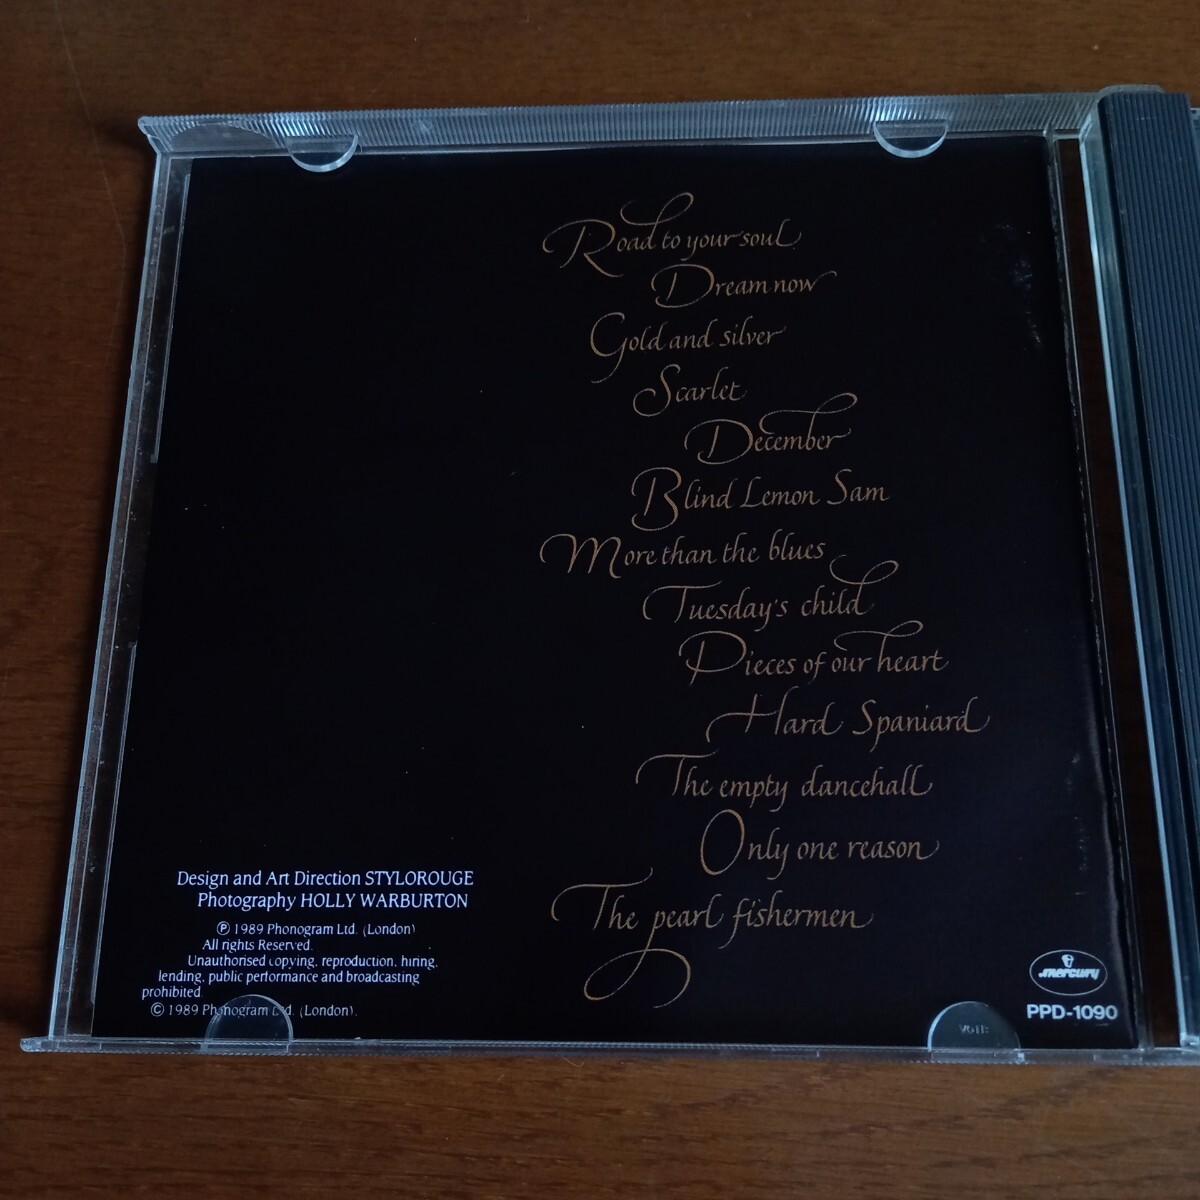 Road to your soul
Dream now
Gold and silver
Scarlet
December
Blind Lemon Sam
More than the blues
Tuesday's child
Pieces of our heart
Hard Spaniard
The empty dancehall
Only one reason
The pearl fishermen
Design and Art Direction STYLOROUGE
Photography HOLLY WARBURTON
℗ 1989 Phonogram Ltd. (London)
All rights Reserved.
Unauthorised copying, reproduction, hiring,
lending, public performance and broadcasting
prohibited.
© 1989 Phonogram Ltd. (London).
mercury
PPD-1090